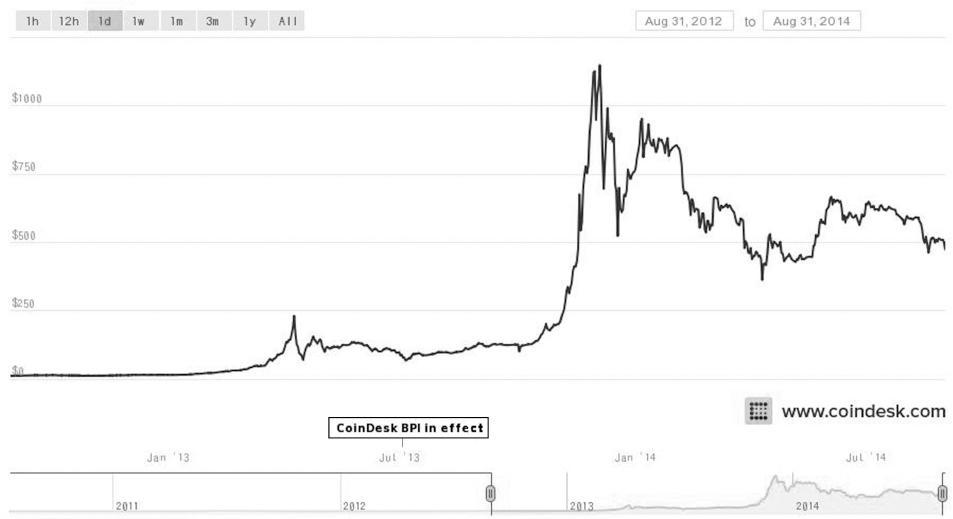 1h 12h 1d 1w 1m 3m 1y All Aug 31, 2012 to Aug 31, 2014
$1000
$750
$500
$250
$0
www.coindesk.com
CoinDesk BPI in effect
Jan '13 Jul '13 Jan '14 Jul '14
2011 2012 2013 2014